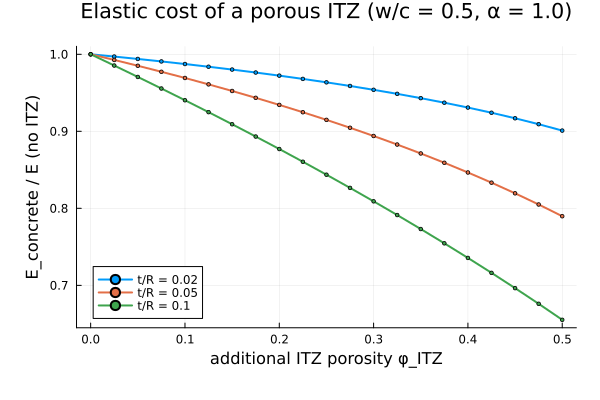 Elastic cost of a porous ITZ (w/c = 0.5, α = 1.0)
E_concrete / E (no ITZ)
1.0
0.9
0.8
0.7
t/R = 0.02
t/R = 0.05
t/R = 0.1
0.0 0.1 0.2 0.3 0.4 0.5
additional ITZ porosity φ_ITZ